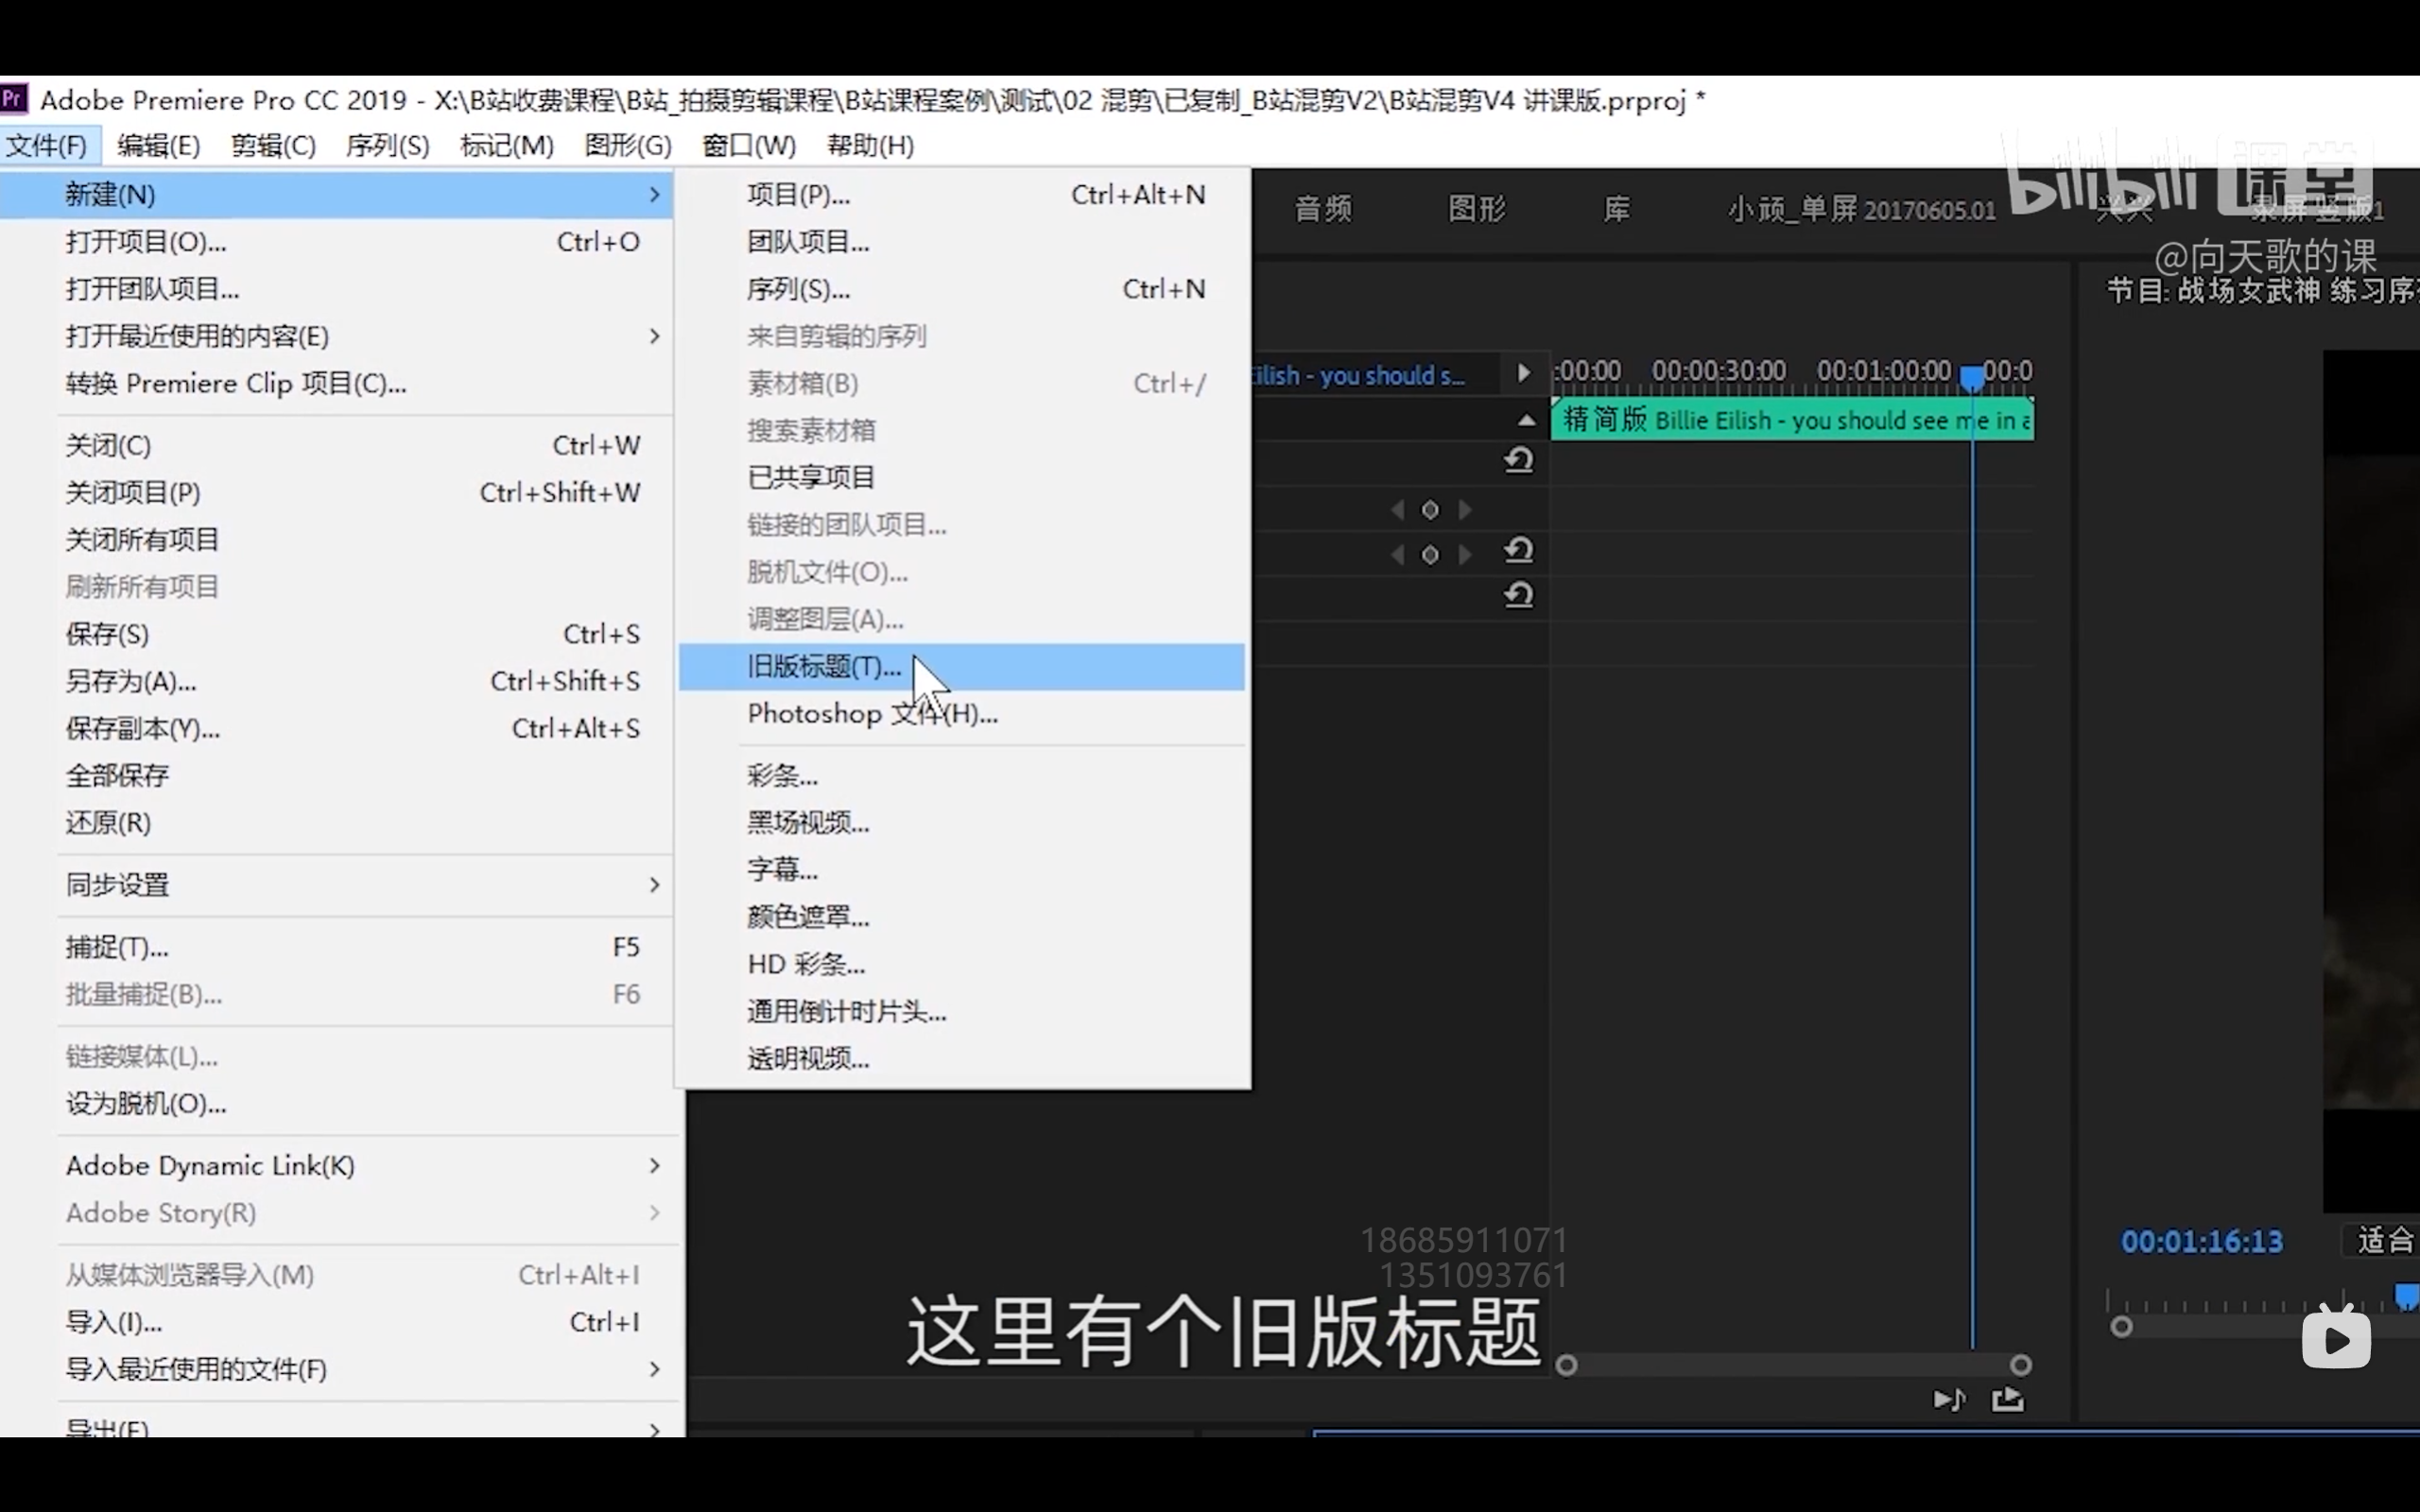 Pr Adobe Premiere Pro CC 2019 - X:\B站收费课程\B站_拍摄剪辑课程\B站课程案例\测试\02 混剪\已复制_B站混剪V2\B站混剪V4 讲课版.prproj *
文件(F) 编辑(E) 剪辑(C) 序列(S) 标记(M) 图形(G) 窗口(W) 帮助(H)
新建(N)
打开项目(O)... Ctrl+O
打开团队项目...
打开最近使用的内容(E)
转换 Premiere Clip 项目(C)...
关闭(C) Ctrl+W
关闭项目(P) Ctrl+Shift+W
关闭所有项目
刷新所有项目
保存(S) Ctrl+S
另存为(A)... Ctrl+Shift+S
保存副本(Y)... Ctrl+Alt+S
全部保存
还原(R)
同步设置
捕捉(T)... F5
批量捕捉(B)... F6
链接媒体(L)...
设为脱机(O)...
Adobe Dynamic Link(K)
Adobe Story(R)
从媒体浏览器导入(M) Ctrl+Alt+I
导入(I)... Ctrl+I
导入最近使用的文件(F)
导出(E)
项目(P)... Ctrl+Alt+N
团队项目...
序列(S)... Ctrl+N
来自剪辑的序列
素材箱(B) Ctrl+/
搜索素材箱
已共享项目
链接的团队项目...
脱机文件(O)...
调整图层(A)...
旧版标题(T)...
Photoshop 文件(H)...
彩条...
黑场视频...
字幕...
颜色遮罩...
HD 彩条...
通用倒计时片头...
透明视频...
音频 图形 库 小顽_单屏 20170605.01
bilibili 课堂
@向天歌的课
节目: 战场女武神 练习序
Eilish - you should s...
:00:00 00:00:30:00 00:01:00:00 00:0
精简版 Billie Eilish - you should see me in a
18685911071
1351093761
00:01:16:13 适合
这里有个旧版标题